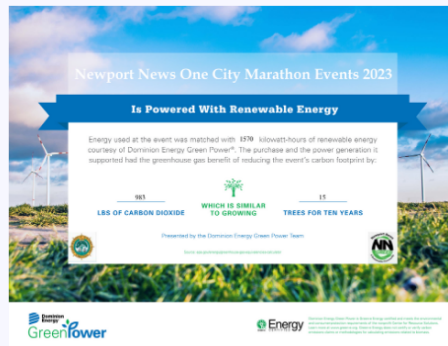 Newport News One City Marathon Events 2023
Is Powered With Renewable Energy
Energy used at the event was matched with 1570 kilowatt-hours of renewable energy
courtesy of Dominion Energy Green Power®. The purchase and the power generation it
supported had the greenhouse gas benefit of reducing the event's carbon footprint by:
983
LBS OF CARBON DIOXIDE
WHICH IS SIMILAR
TO GROWING
15
TREES FOR TEN YEARS
Presented by the Dominion Energy Green Power Team
NN
Dominion
Energy®
GreenPower
Energy